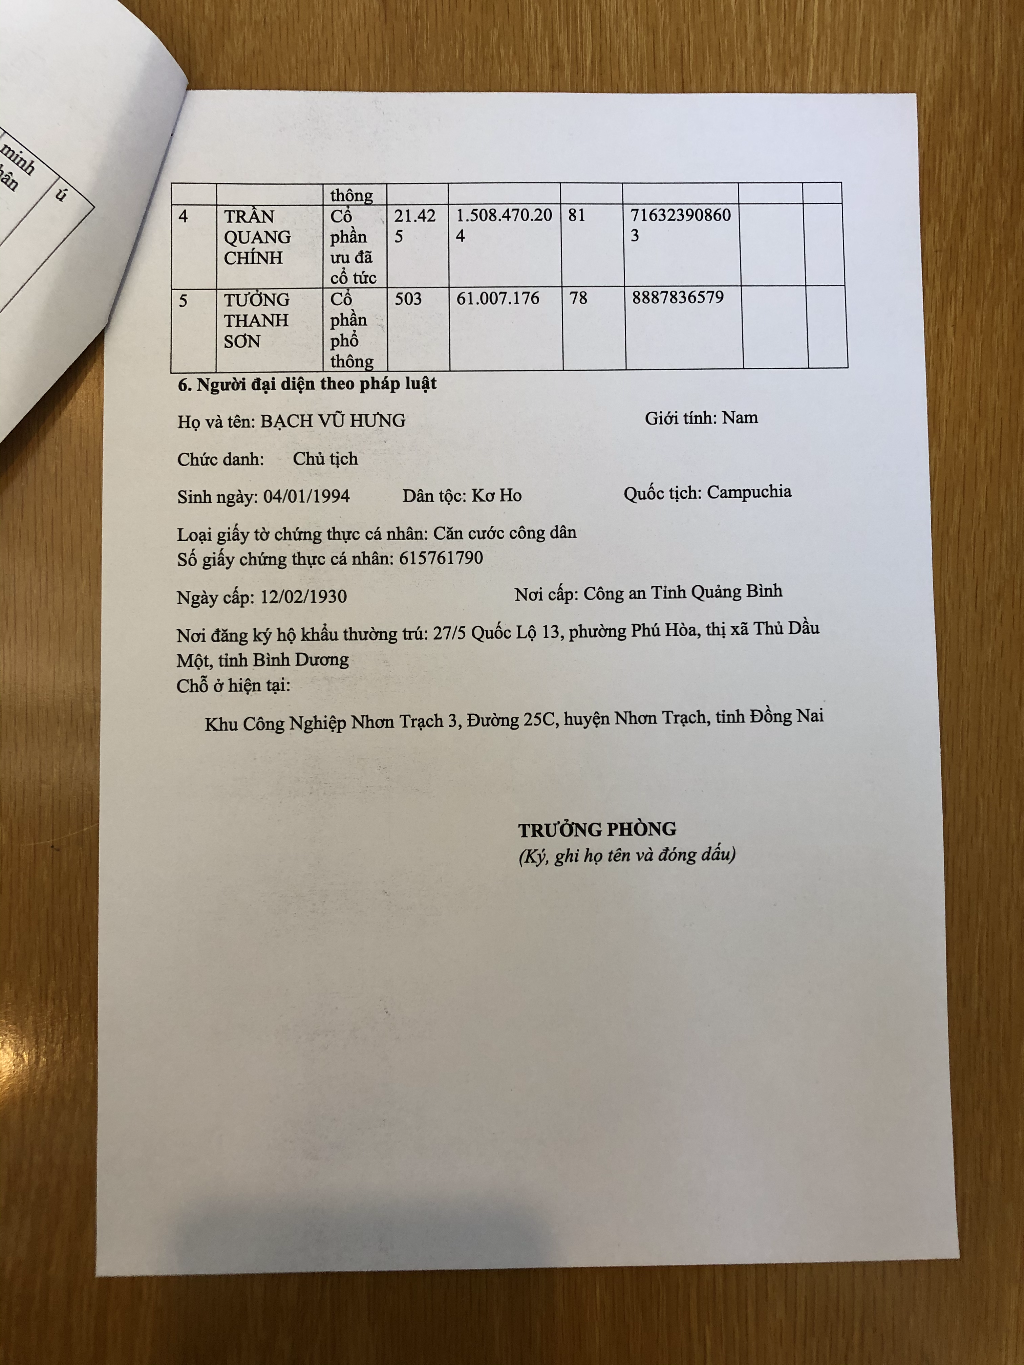 minh
ú
thông
4 TRẦN Cổ 21.42 1.508.470.20 81 71632390860
QUANG phần 5 4 3
CHÍNH ưu đã
cổ tức
5 TƯỞNG Cổ 503 61.007.176 78 8887836579
THANH phần
SƠN phổ
thông
6. Người đại diện theo pháp luật
Họ và tên: BẠCH VŨ HƯNG Giới tính: Nam
Chức danh: Chủ tịch
Sinh ngày: 04/01/1994 Dân tộc: Kơ Ho Quốc tịch: Campuchia
Loại giấy tờ chứng thực cá nhân: Căn cước công dân
Số giấy chứng thực cá nhân: 615761790
Ngày cấp: 12/02/1930 Nơi cấp: Công an Tỉnh Quảng Bình
Nơi đăng ký hộ khẩu thường trú: 27/5 Quốc Lộ 13, phường Phú Hòa, thị xã Thủ Dầu
Một, tỉnh Bình Dương
Chỗ ở hiện tại:
Khu Công Nghiệp Nhơn Trạch 3, Đường 25C, huyện Nhơn Trạch, tỉnh Đồng Nai
TRƯỞNG PHÒNG
(Ký, ghi họ tên và đóng dấu)